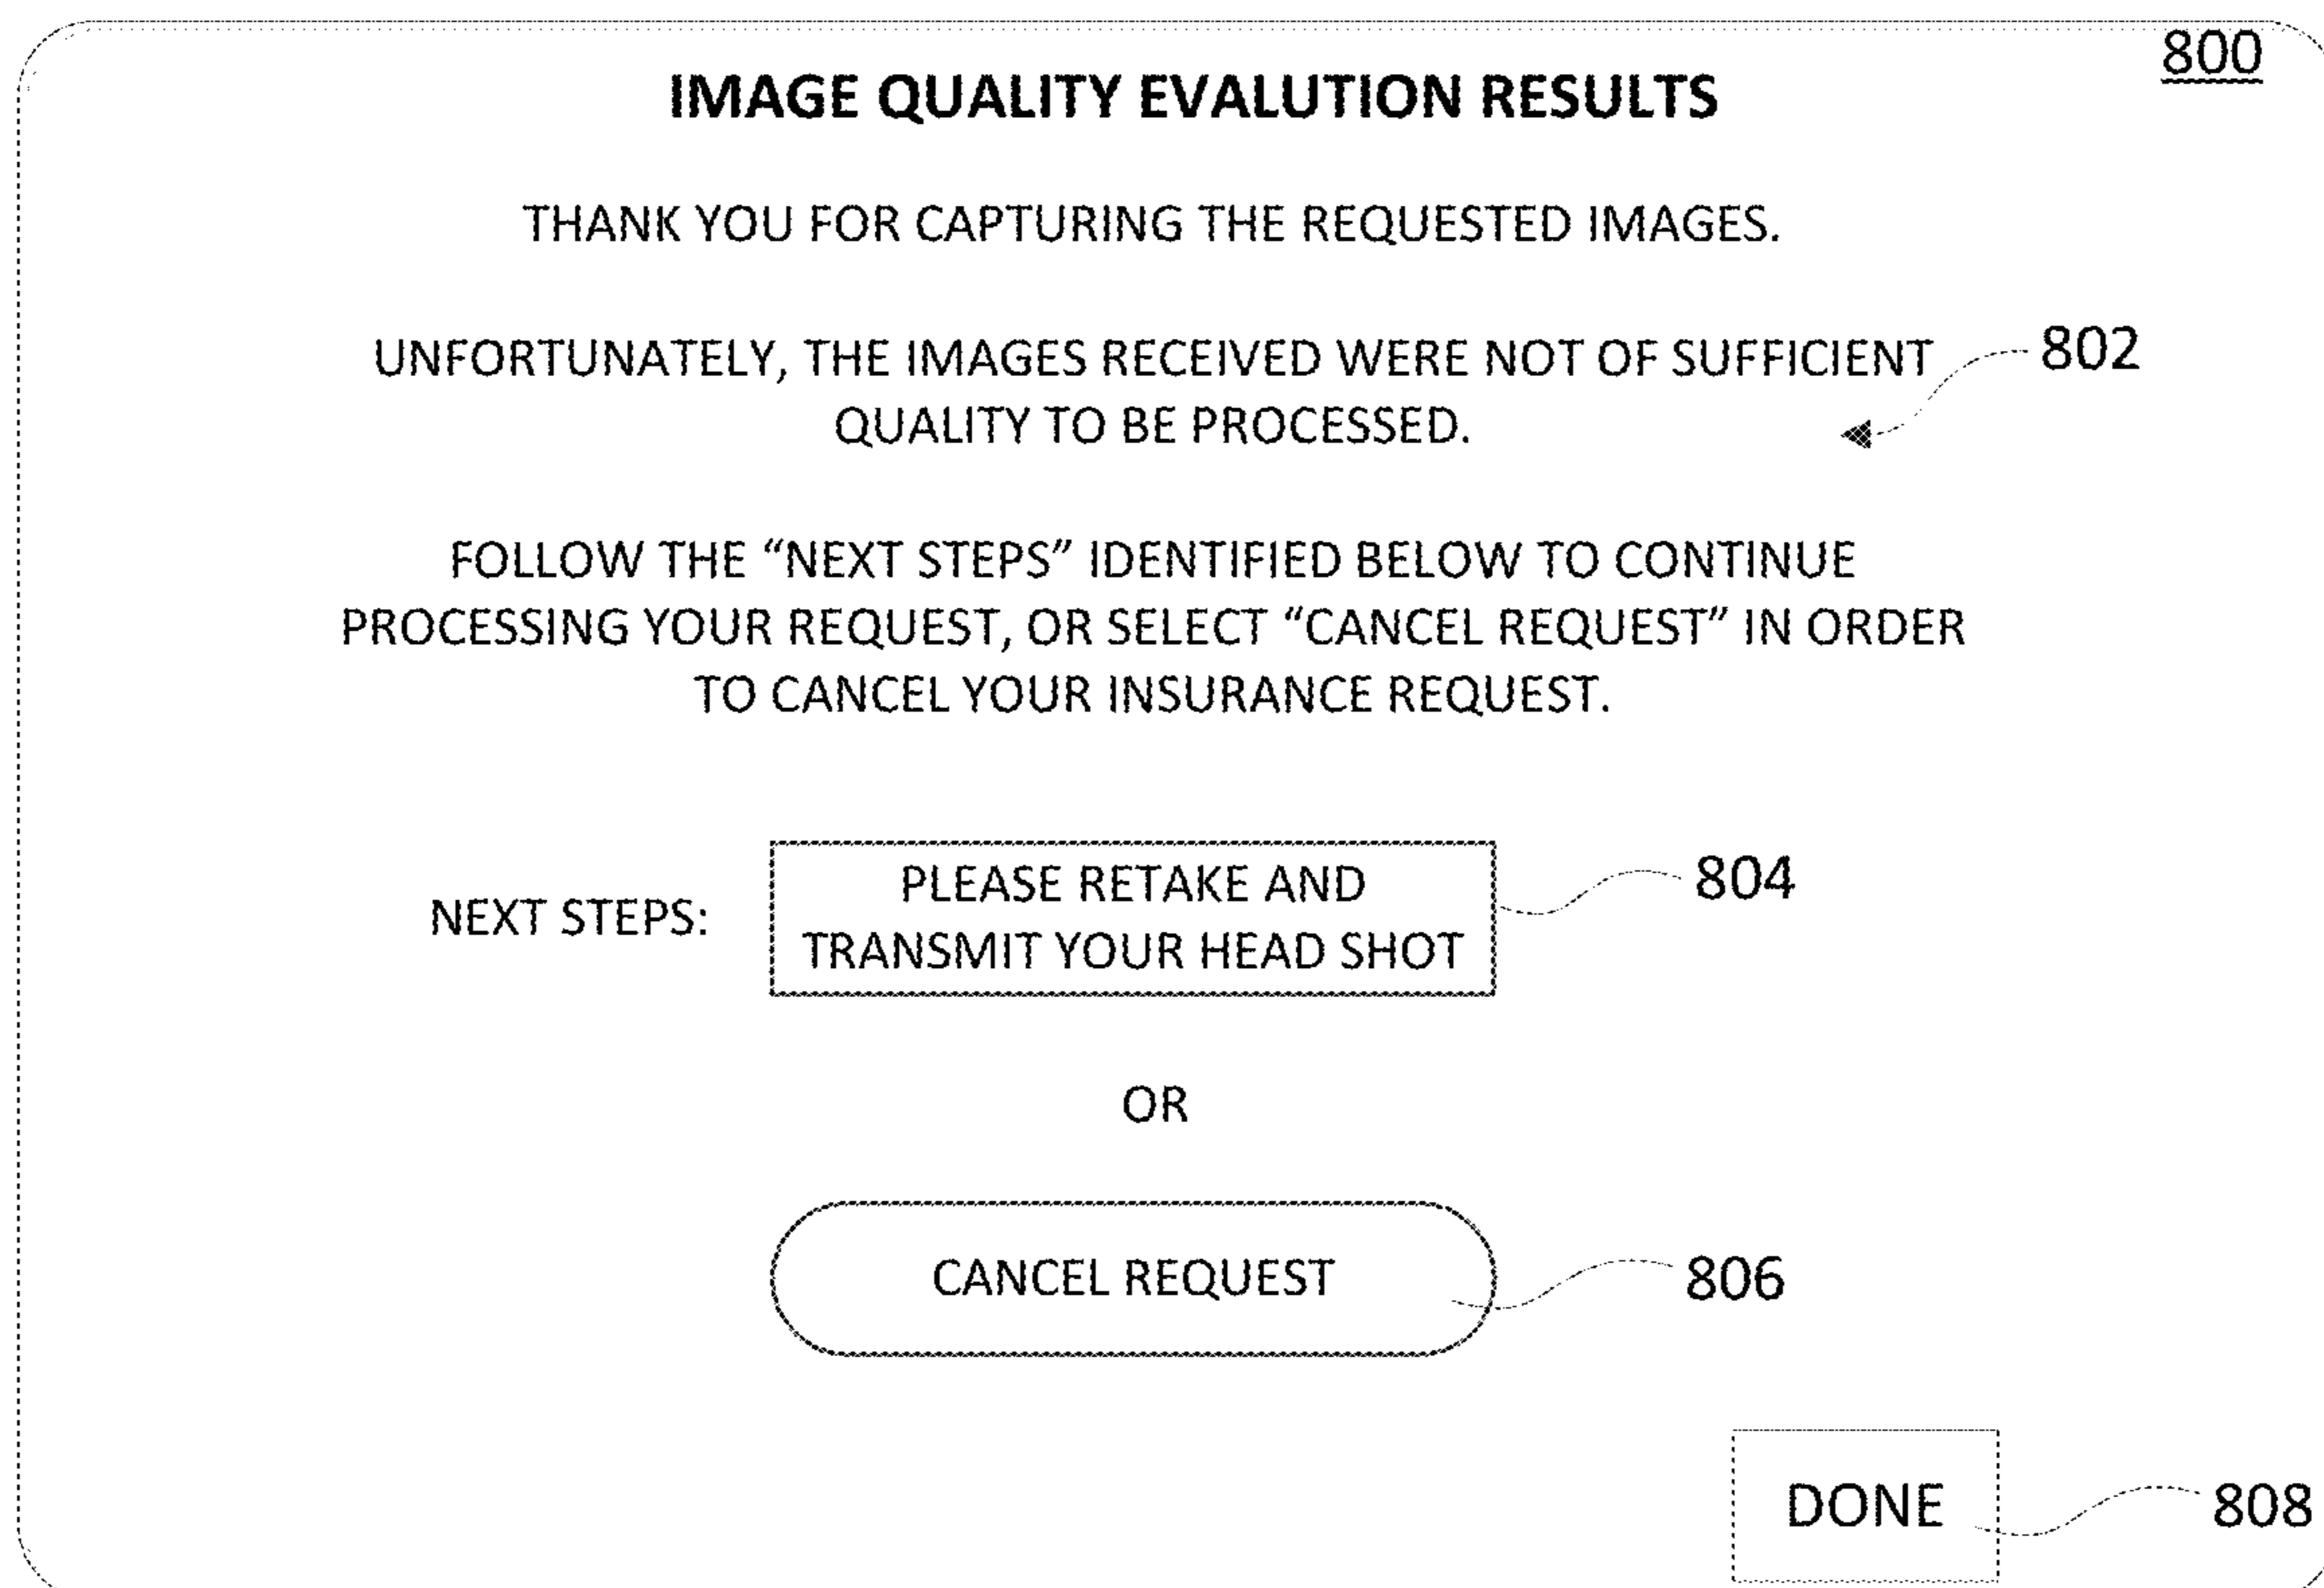 800
IMAGE QUALITY EVALUTION RESULTS
THANK YOU FOR CAPTURING THE REQUESTED IMAGES.
UNFORTUNATELY, THE IMAGES RECEIVED WERE NOT OF SUFFICIENT
802
QUALITY TO BE PROCESSED.
FOLLOW THE “NEXT STEPS” IDENTIFIED BELOW TO CONTINUE
PROCESSING YOUR REQUEST, OR SELECT “CANCEL REQUEST” IN ORDER
TO CANCEL YOUR INSURANCE REQUEST.
NEXT STEPS:
PLEASE RETAKE AND
TRANSMIT YOUR HEAD SHOT
804
OR
CANCEL REQUEST
806
DONE
808